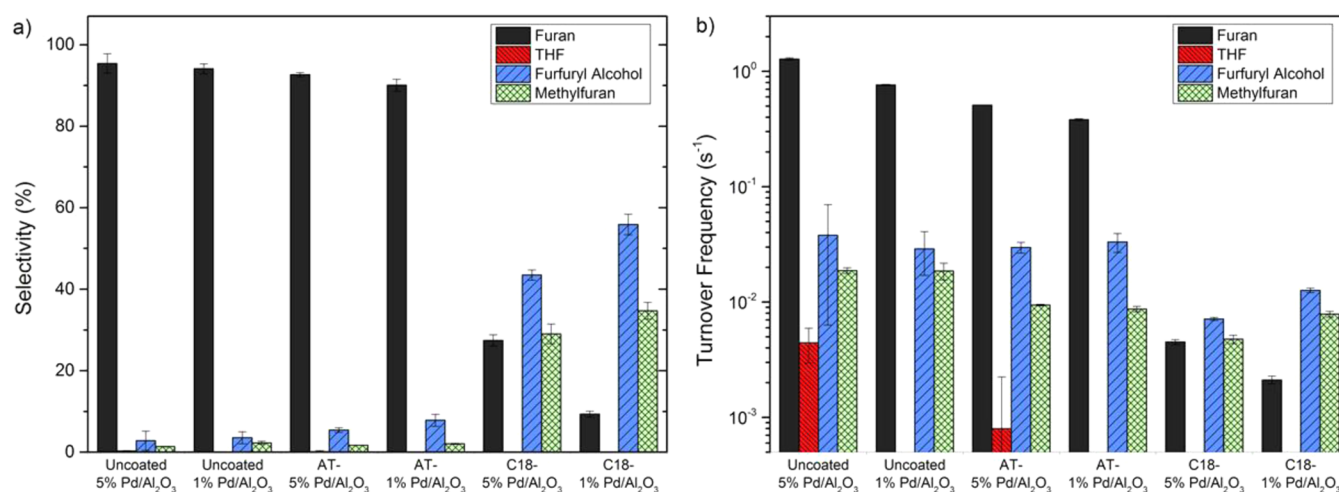 a)
Selectivity (%)
100
80
60
40
20
0
Furan
THF
Furfuryl Alcohol
Methylfuran
Uncoated
5% Pd/Al₂O₃
Uncoated
1% Pd/Al₂O₃
AT-
5% Pd/Al₂O₃
AT-
1% Pd/Al₂O₃
C18-
5% Pd/Al₂O₃
C18-
1% Pd/Al₂O₃
b)
Turnover Frequency (s⁻¹)
10⁰
10⁻¹
10⁻²
10⁻³
Furan
THF
Furfuryl Alcohol
Methylfuran
Uncoated
5% Pd/Al₂O₃
Uncoated
1% Pd/Al₂O₃
AT-
5% Pd/Al₂O₃
AT-
1% Pd/Al₂O₃
C18-
5% Pd/Al₂O₃
C18-
1% Pd/Al₂O₃